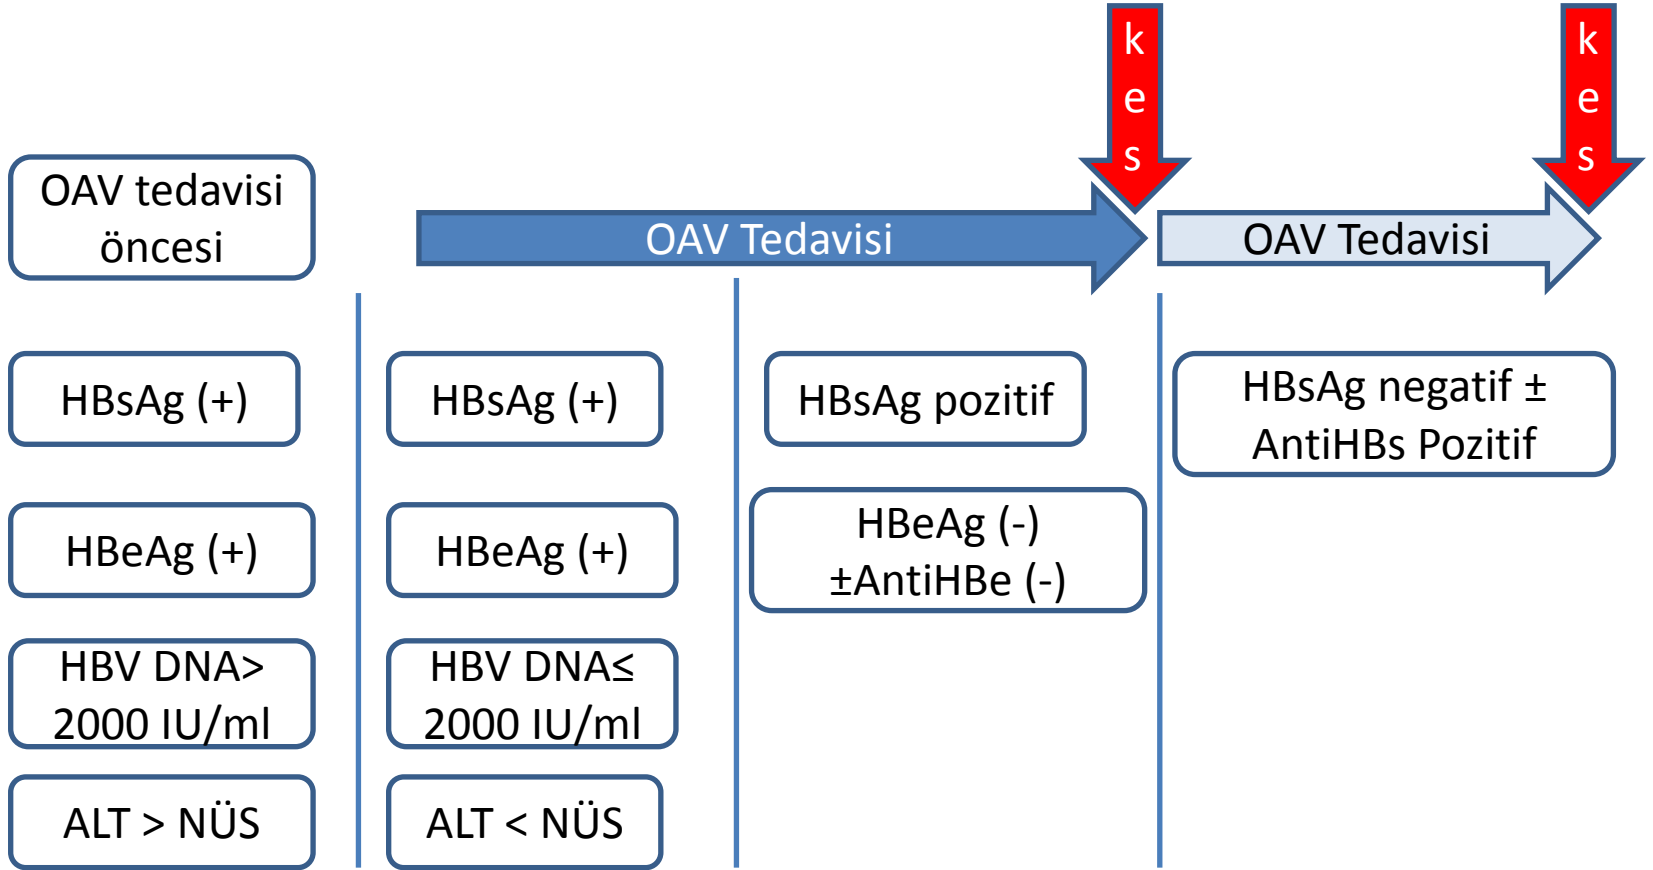 k
e
s
k
e
s
OAV tedavisi
öncesi
OAV Tedavisi
OAV Tedavisi
HBsAg (+)
HBsAg (+)
HBsAg pozitif
HBsAg negatif ±
AntiHBs Pozitif
HBeAg (+)
HBeAg (+)
HBeAg (-)
±AntiHBe (-)
HBV DNA>
2000 IU/ml
HBV DNA≤
2000 IU/ml
ALT > NÜS
ALT < NÜS